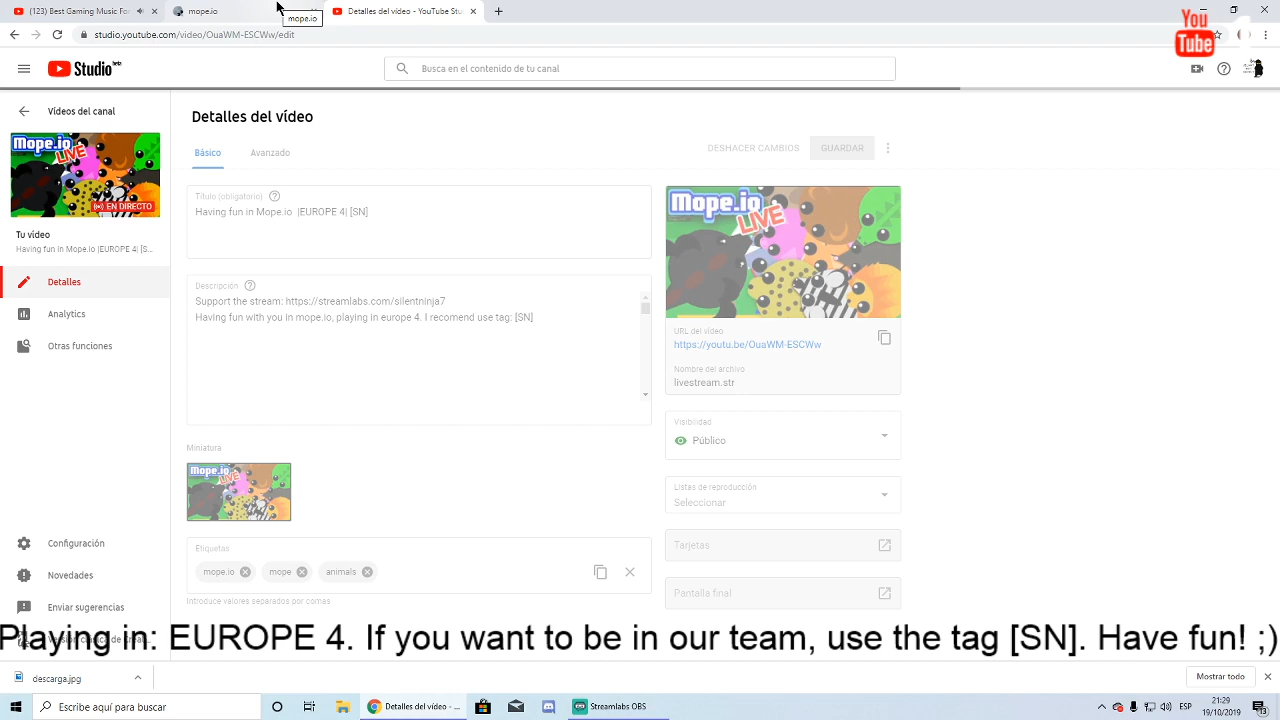 (123) Best Gaming Mus
mope.io
Detalles del vídeo - YouTube Stu
mope.io
studio.youtube.com/video/OuaWM-ESCWw/edit
You
Tube
Studio beta
Busca en el contenido de tu canal
Vídeos del canal
Detalles del vídeo
Básico
Avanzado
DESHACER CAMBIOS
GUARDAR
Mope.io
LIVE
EN DIRECTO
Tu vídeo
Having fun in Mope.io |EUROPE 4| [S...
Detalles
Analytics
Otras funciones
Título (obligatorio)
Having fun in Mope.io |EUROPE 4| [SN]
Descripción
Support the stream: https://streamlabs.com/silentninja7
Having fun with you in mope.io, playing in europe 4. I recomend use tag: [SN]
Miniatura
Mope.io
LIVE
Etiquetas
mope.io
mope
animals
Introduce valores separados por comas
Mope.io
LIVE
URL del vídeo
https://youtu.be/OuaWM-ESCWw
Nombre del archivo
livestream.str
Visibilidad
Público
Listas de reproducción
Seleccionar
Tarjetas
Pantalla final
Configuración
Novedades
Enviar sugerencias
Playing in: EUROPE 4. If you want to be in our team, use the tag [SN]. Have fun! ;)
descarga.jpg
Mostrar todo
Escribe aquí para buscar
Detalles del vídeo - ...
Streamlabs OBS
21:29
19/10/2019